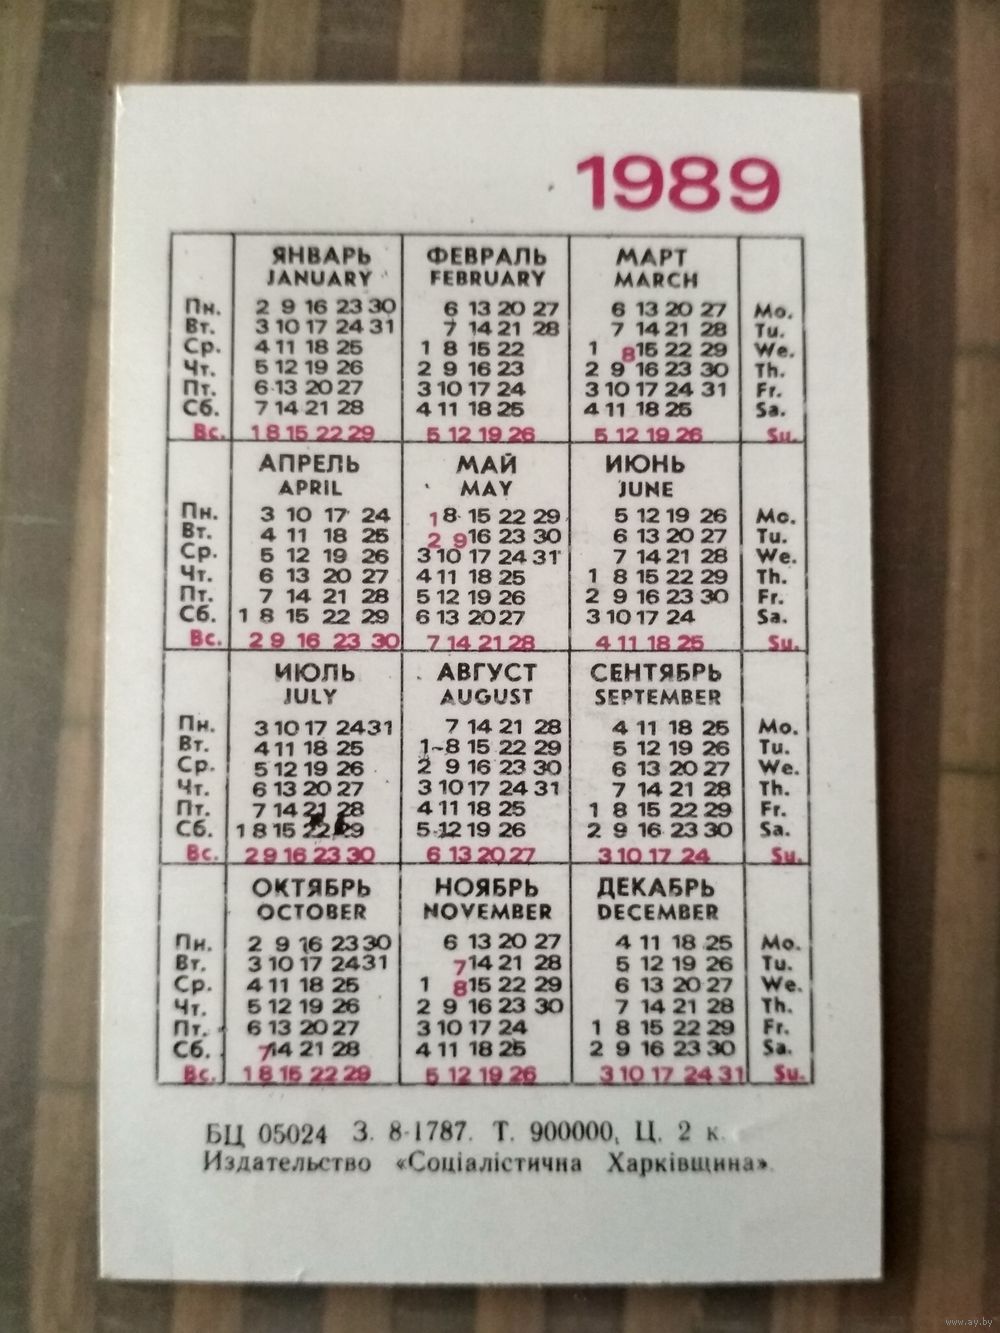 1989
ЯНВАРЬ ФЕВРАЛЬ МАРТ
JANUARY FEBRUARY MARCH
Пн. 2 9 16 23 30 6 13 20 27 6 13 20 27 Mo.
Вт. 3 10 17 24 31 7 14 21 28 7 14 21 28 Tu.
Ср. 4 11 18 25 1 8 15 22 1 8 15 22 29 We.
Чт. 5 12 19 26 2 9 16 23 2 9 16 23 30 Th.
Пт. 6 13 20 27 3 10 17 24 3 10 17 24 31 Fr.
Сб. 7 14 21 28 4 11 18 25 4 11 18 25 Sa.
Вс. 1 8 15 22 29 5 12 19 26 5 12 19 26 Su.
АПРЕЛЬ МАЙ ИЮНЬ
APRIL MAY JUNE
Пн. 3 10 17 24 1 8 15 22 29 5 12 19 26 Mo.
Вт. 4 11 18 25 2 9 16 23 30 6 13 20 27 Tu.
Ср. 5 12 19 26 3 10 17 24 31 7 14 21 28 We.
Чт. 6 13 20 27 4 11 18 25 1 8 15 22 29 Th.
Пт. 7 14 21 28 5 12 19 26 2 9 16 23 30 Fr.
Сб. 1 8 15 22 29 6 13 20 27 3 10 17 24 Sa.
Вс. 2 9 16 23 30 7 14 21 28 4 11 18 25 Su.
ИЮЛЬ АВГУСТ СЕНТЯБРЬ
JULY AUGUST SEPTEMBER
Пн. 3 10 17 24 31 7 14 21 28 4 11 18 25 Mo.
Вт. 4 11 18 25 1 8 15 22 29 5 12 19 26 Tu.
Ср. 5 12 19 26 2 9 16 23 30 6 13 20 27 We.
Чт. 6 13 20 27 3 10 17 24 31 7 14 21 28 Th.
Пт. 7 14 21 28 4 11 18 25 1 8 15 22 29 Fr.
Сб. 1 8 15 22 29 5 12 19 26 2 9 16 23 30 Sa.
Вс. 2 9 16 23 30 6 13 20 27 3 10 17 24 Su.
ОКТЯБРЬ НОЯБРЬ ДЕКАБРЬ
OCTOBER NOVEMBER DECEMBER
Пн. 2 9 16 23 30 6 13 20 27 4 11 18 25 Mo.
Вт. 3 10 17 24 31 7 14 21 28 5 12 19 26 Tu.
Ср. 4 11 18 25 1 8 15 22 29 6 13 20 27 We.
Чт. 5 12 19 26 2 9 16 23 30 7 14 21 28 Th.
Пт. 6 13 20 27 3 10 17 24 1 8 15 22 29 Fr.
Сб. 7 14 21 28 4 11 18 25 2 9 16 23 30 Sa.
Вс. 1 8 15 22 29 5 12 19 26 3 10 17 24 31 Su.
БЦ 05024 З. 8-1787. Т. 900000, Ц. 2 к.
Издательство «Соціалістична Харківщина».
www.ay.by